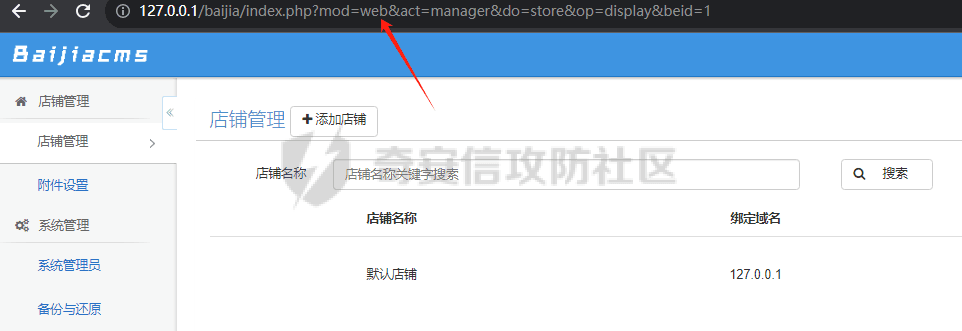 127.0.0.1/baijia/index.php?mod=web&act=manager&do=store&op=display&beid=1
Baijiacms
店铺管理
店铺管理
附件设置
系统管理
系统管理员
备份与还原
店铺管理 添加店铺
店铺名称 店铺名称关键字搜索 搜索
奇安信攻防社区
店铺名称 绑定域名
默认店铺 127.0.0.1